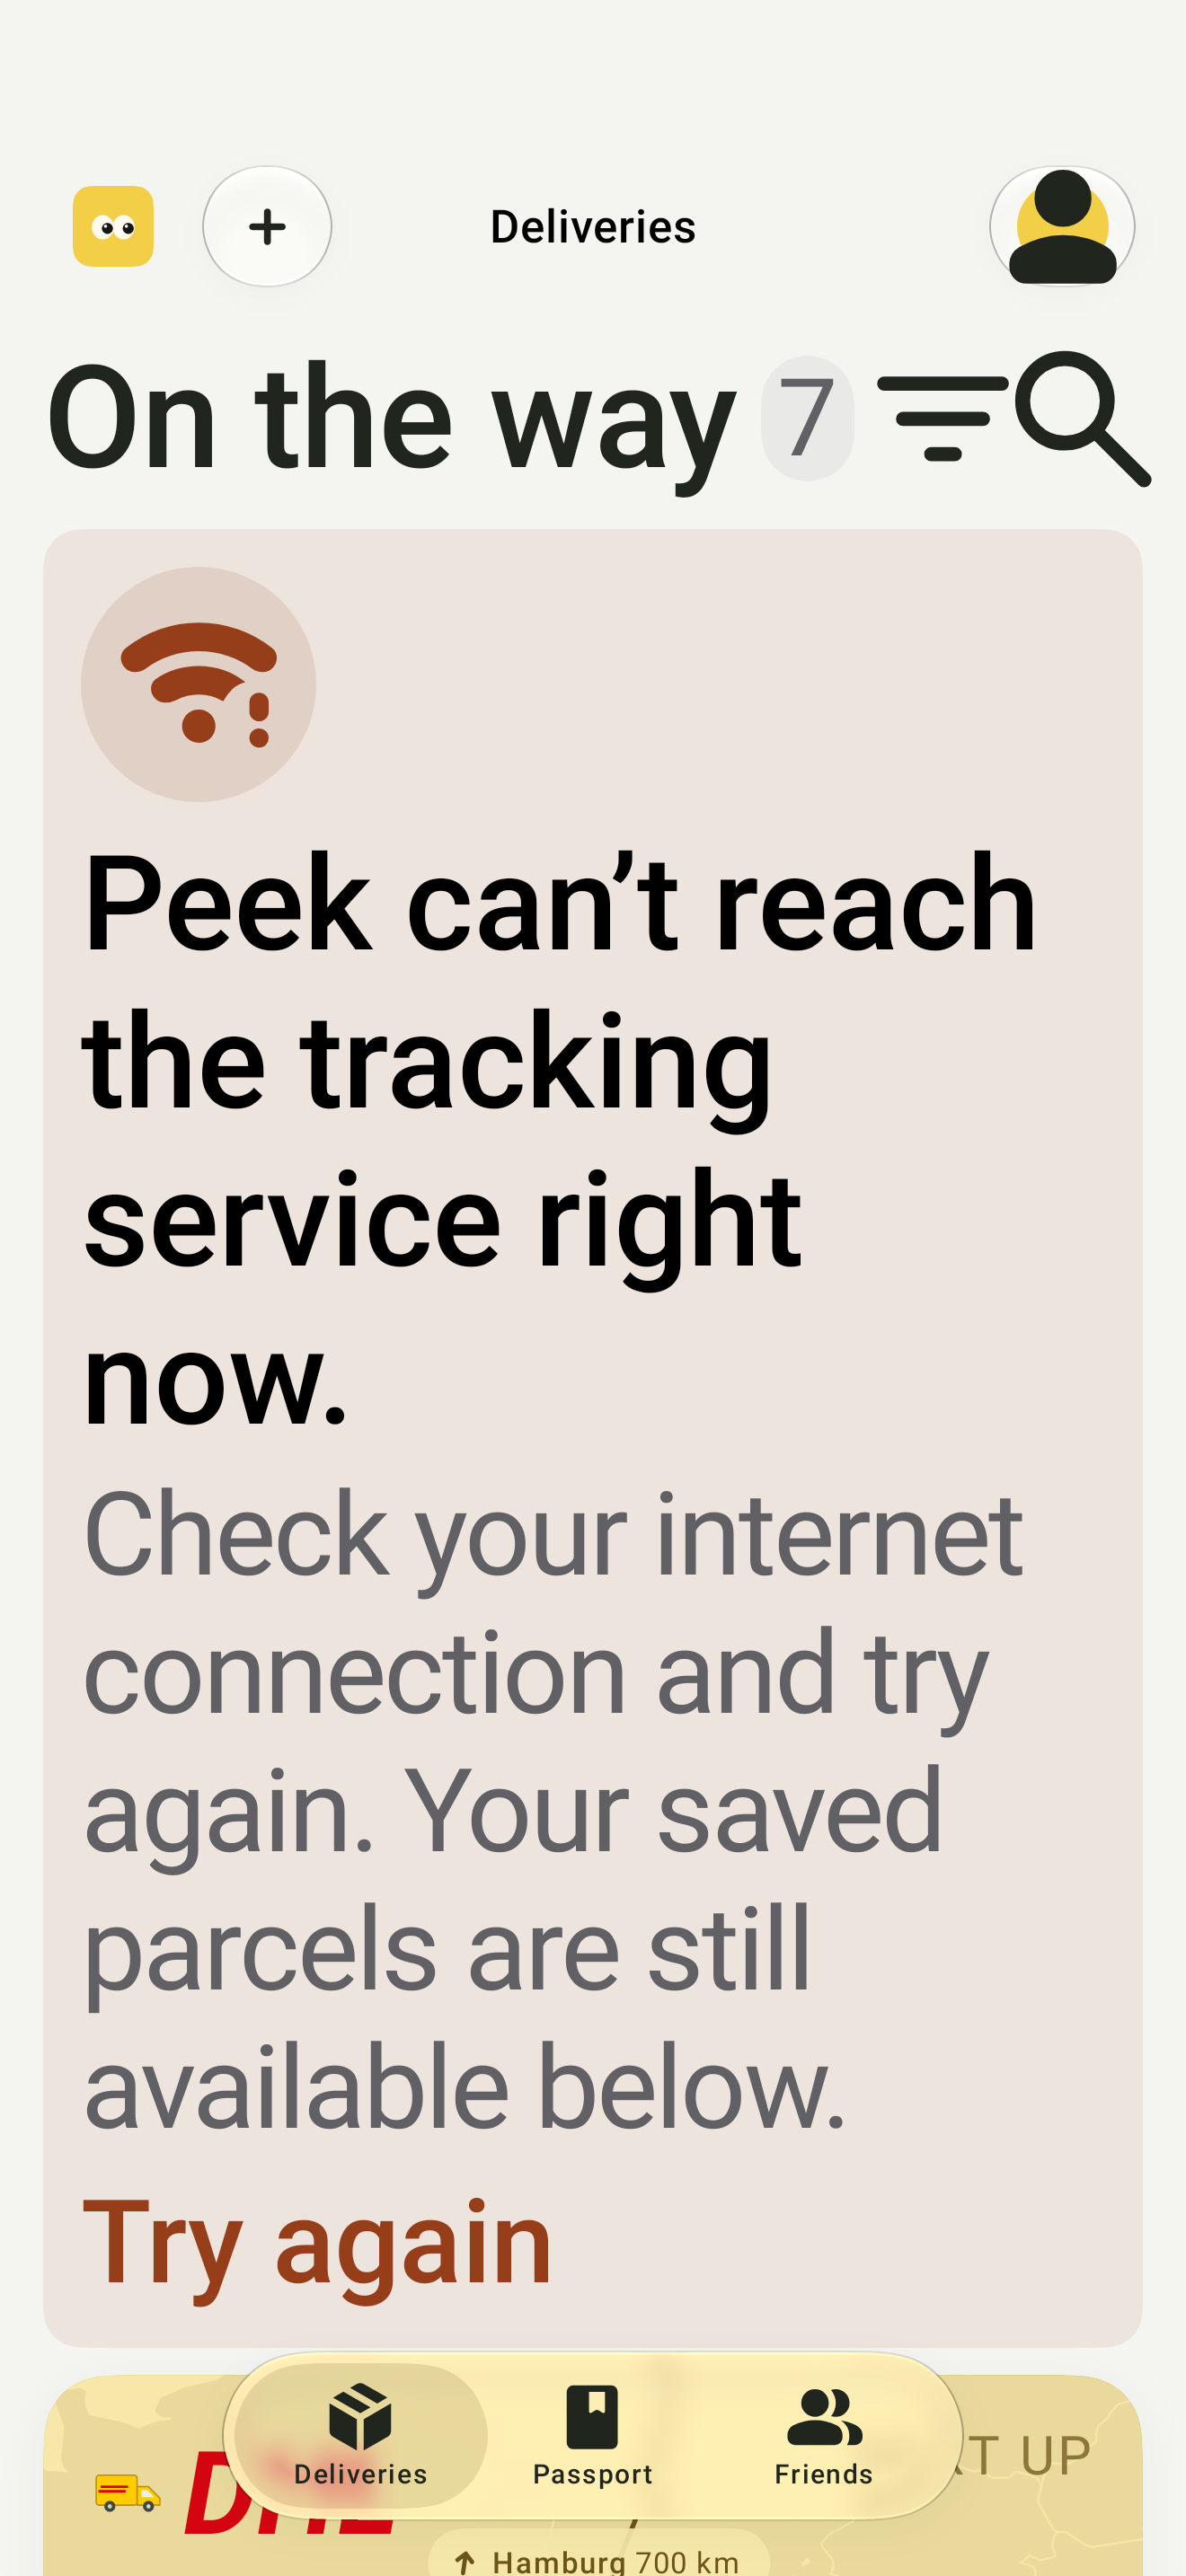 Deliveries
On the way 7
Peek can’t reach
the tracking
service right
now.
Check your internet
connection and try
again. Your saved
parcels are still
available below.
Try again
Deliveries
Passport
Friends
UP
Hamburg 700 km